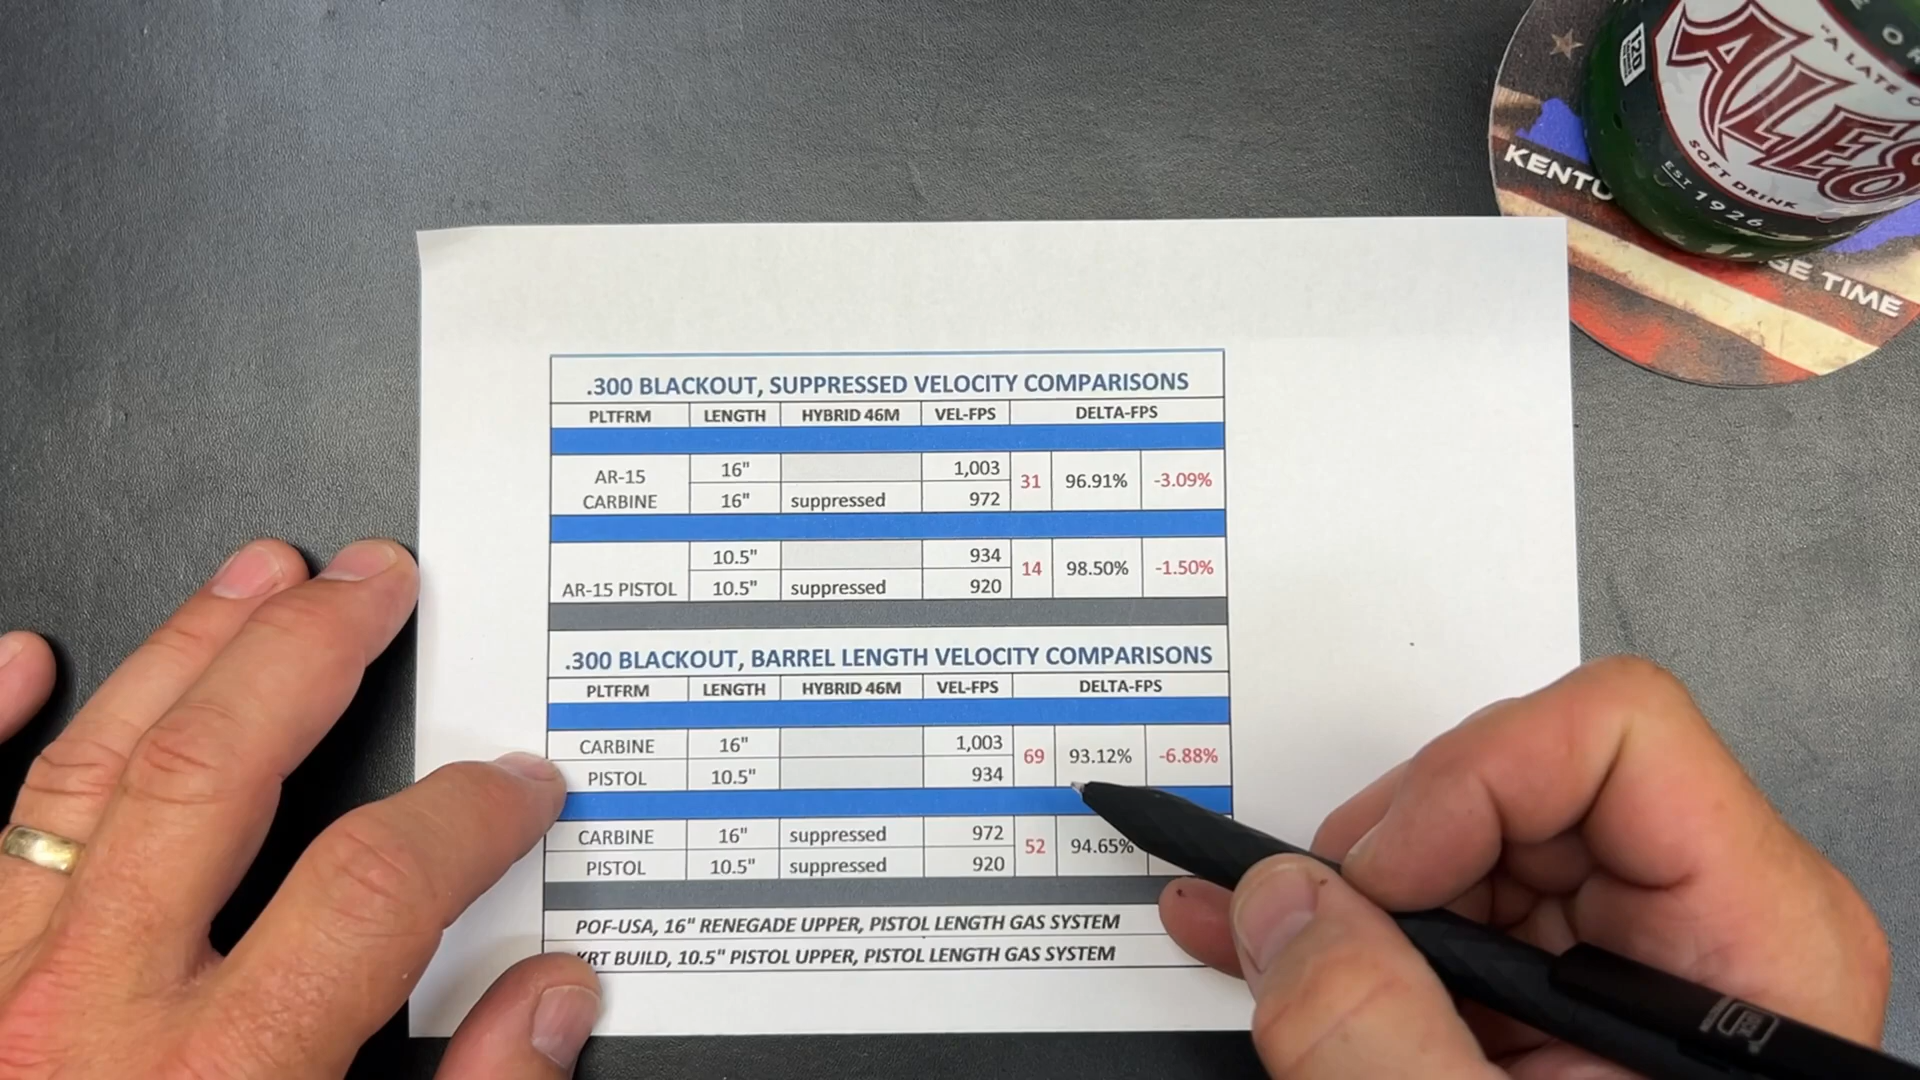 "A LATE O
120
ALE8
SOFT DRINK
EST 1926
KENTU
GE TIME
.300 BLACKOUT, SUPPRESSED VELOCITY COMPARISONS
PLTFRM LENGTH HYBRID 46M VEL-FPS DELTA-FPS
AR-15 CARBINE 16" 1,003 31 96.91% -3.09%
16" suppressed 972
AR-15 PISTOL 10.5" 934 14 98.50% -1.50%
10.5" suppressed 920
.300 BLACKOUT, BARREL LENGTH VELOCITY COMPARISONS
PLTFRM LENGTH HYBRID 46M VEL-FPS DELTA-FPS
CARBINE 16" 1,003 69 93.12% -6.88%
PISTOL 10.5" 934
CARBINE 16" suppressed 972 52 94.65%
PISTOL 10.5" suppressed 920
POF-USA, 16" RENEGADE UPPER, PISTOL LENGTH GAS SYSTEM
KRT BUILD, 10.5" PISTOL UPPER, PISTOL LENGTH GAS SYSTEM